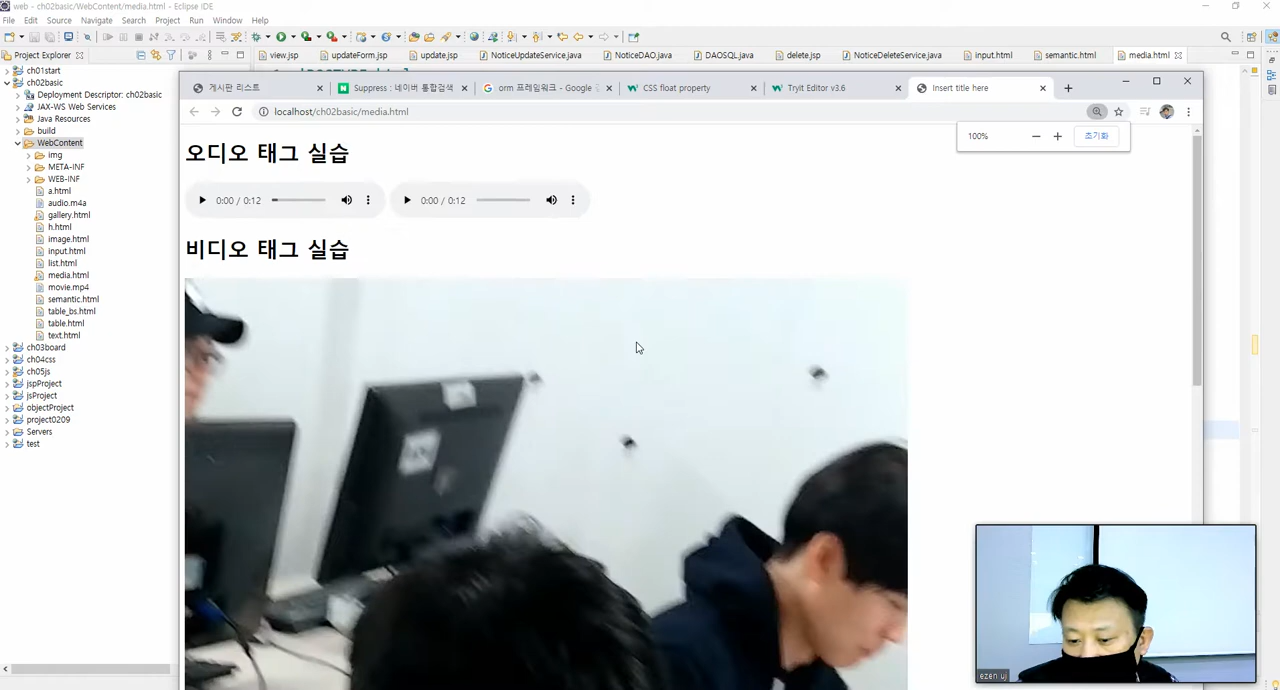 web - ch02basic/WebContent/media.html - Eclipse IDE
File Edit Source Navigate Search Project Run Window Help
Project Explorer
view.jsp updateForm.jsp update.jsp NoticeUpdateService.java NoticeDAO.java DAOSQL.java delete.jsp NoticeDeleteService.java input.html semantic.html media.html
ch01start
ch02basic
Deployment Descriptor: ch02basic
JAX-WS Web Services
Java Resources
build
WebContent
img
META-INF
WEB-INF
a.html
audio.m4a
gallery.html
h.html
image.html
input.html
list.html
media.html
movie.mp4
semantic.html
table_bs.html
table.html
text.html
ch03board
ch04css
ch05js
jspProject
jsProject
objectProject
project0209
Servers
test
게시판 리스트
Suppress : 네이버 통합검색
orm 프레임워크 - Google
CSS float property
Tryit Editor v3.6
Insert title here
localhost/ch02basic/media.html
100%
초기화
오디오 태그 실습
0:00 / 0:12
0:00 / 0:12
비디오 태그 실습
ezen uj